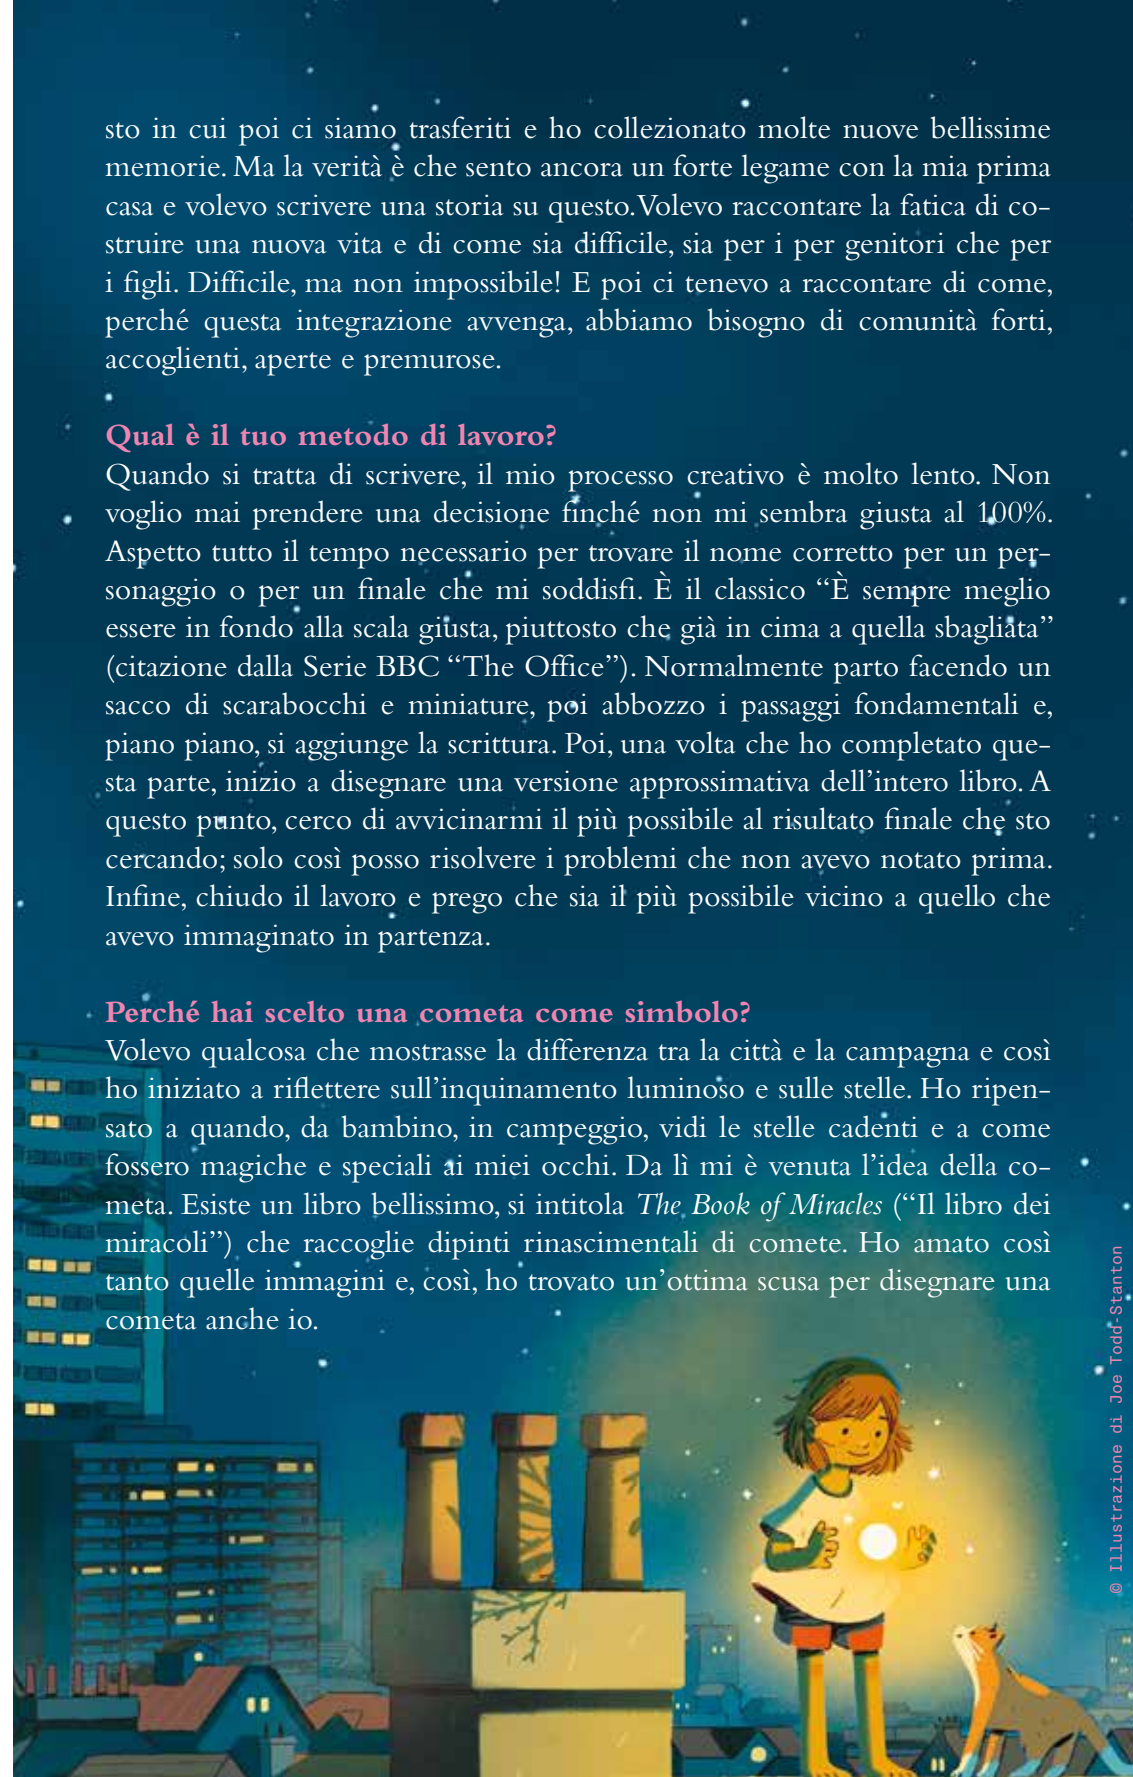 sto in cui poi ci siamo trasferiti e ho collezionato molte nuove bellissime
memorie. Ma la verità è che sento ancora un forte legame con la mia prima
casa e volevo scrivere una storia su questo. Volevo raccontare la fatica di co-
struire una nuova vita e di come sia difficile, sia per i per genitori che per
i figli. Difficile, ma non impossibile! E poi ci tenevo a raccontare di come,
perché questa integrazione avvenga, abbiamo bisogno di comunità forti,
accoglienti, aperte e premurose.
Qual è il tuo metodo di lavoro?
Quando si tratta di scrivere, il mio processo creativo è molto lento. Non
voglio mai prendere una decisione finché non mi sembra giusta al 100%.
Aspetto tutto il tempo necessario per trovare il nome corretto per un per-
sonaggio o per un finale che mi soddisfi. È il classico “È sempre meglio
essere in fondo alla scala giusta, piuttosto che già in cima a quella sbagliata”
(citazione dalla Serie BBC “The Office”). Normalmente parto facendo un
sacco di scarabocchi e miniature, poi abbozzo i passaggi fondamentali e,
piano piano, si aggiunge la scrittura. Poi, una volta che ho completato que-
sta parte, inizio a disegnare una versione approssimativa dell’intero libro. A
questo punto, cerco di avvicinarmi il più possibile al risultato finale che sto
cercando; solo così posso risolvere i problemi che non avevo notato prima.
Infine, chiudo il lavoro e prego che sia il più possibile vicino a quello che
avevo immaginato in partenza.
Perché hai scelto una cometa come simbolo?
Volevo qualcosa che mostrasse la differenza tra la città e la campagna e così
ho iniziato a riflettere sull’inquinamento luminoso e sulle stelle. Ho ripen-
sato a quando, da bambino, in campeggio, vidi le stelle cadenti e a come
fossero magiche e speciali ai miei occhi. Da lì mi è venuta l’idea della co-
meta. Esiste un libro bellissimo, si intitola The Book of Miracles (“Il libro dei
miracoli”) che raccoglie dipinti rinascimentali di comete. Ho amato così
tanto quelle immagini e, così, ho trovato un’ottima scusa per disegnare una
cometa anche io.
© Illustrazione di Joe Todd-Stanton